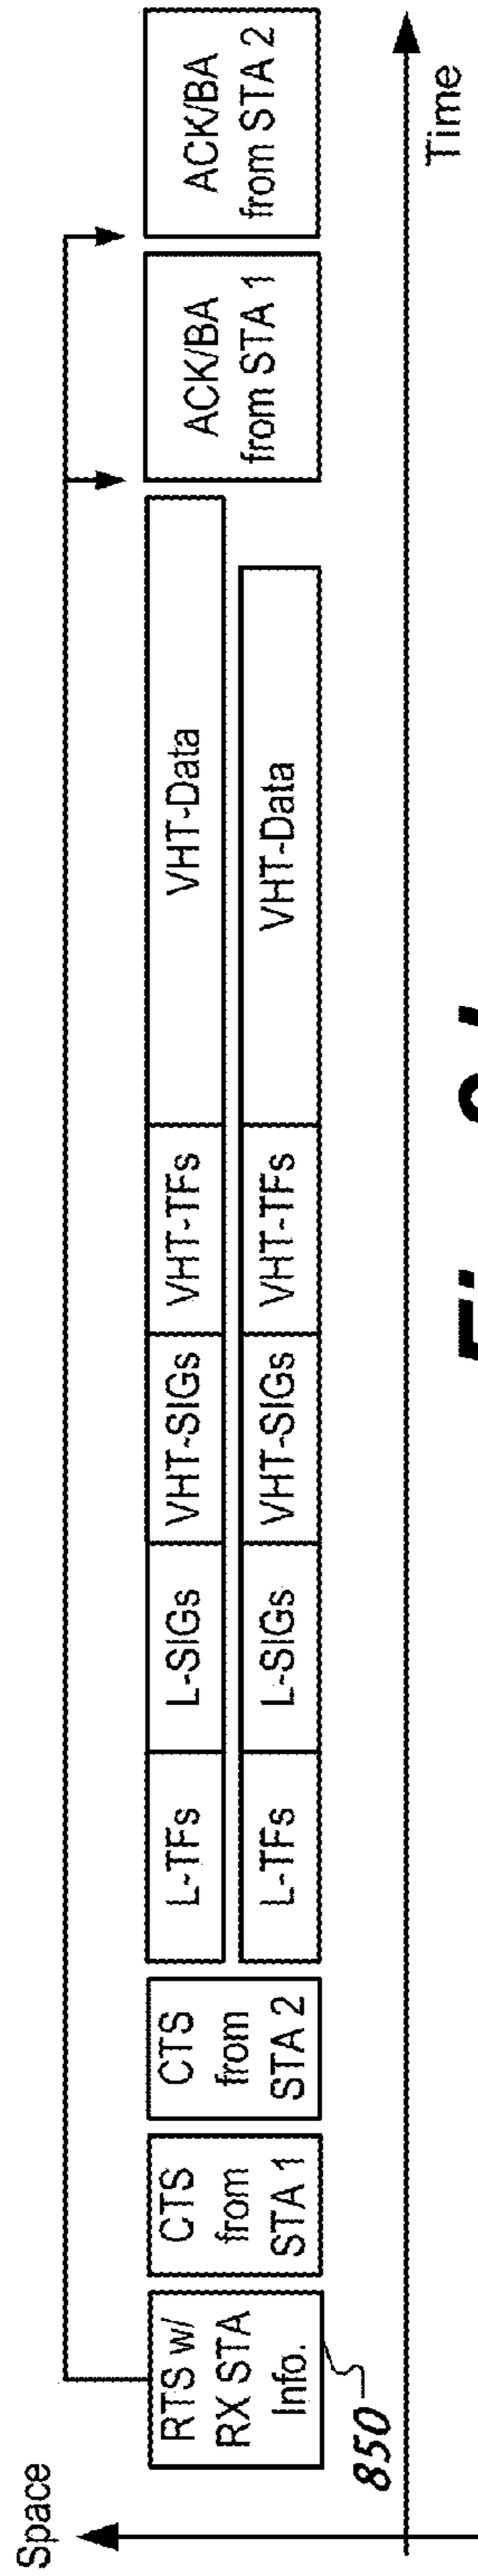 Space
RTS w/
RX STA
Info.
850
CTS
from
STA 1
CTS
from
STA 2
L-TFs
L-SIGs
VHT-SIGs
VHT-TFs
VHT-Data
L-TFs
L-SIGs
VHT-SIGs
VHT-TFs
VHT-Data
ACK/BA
from STA 1
ACK/BA
from STA 2
Time